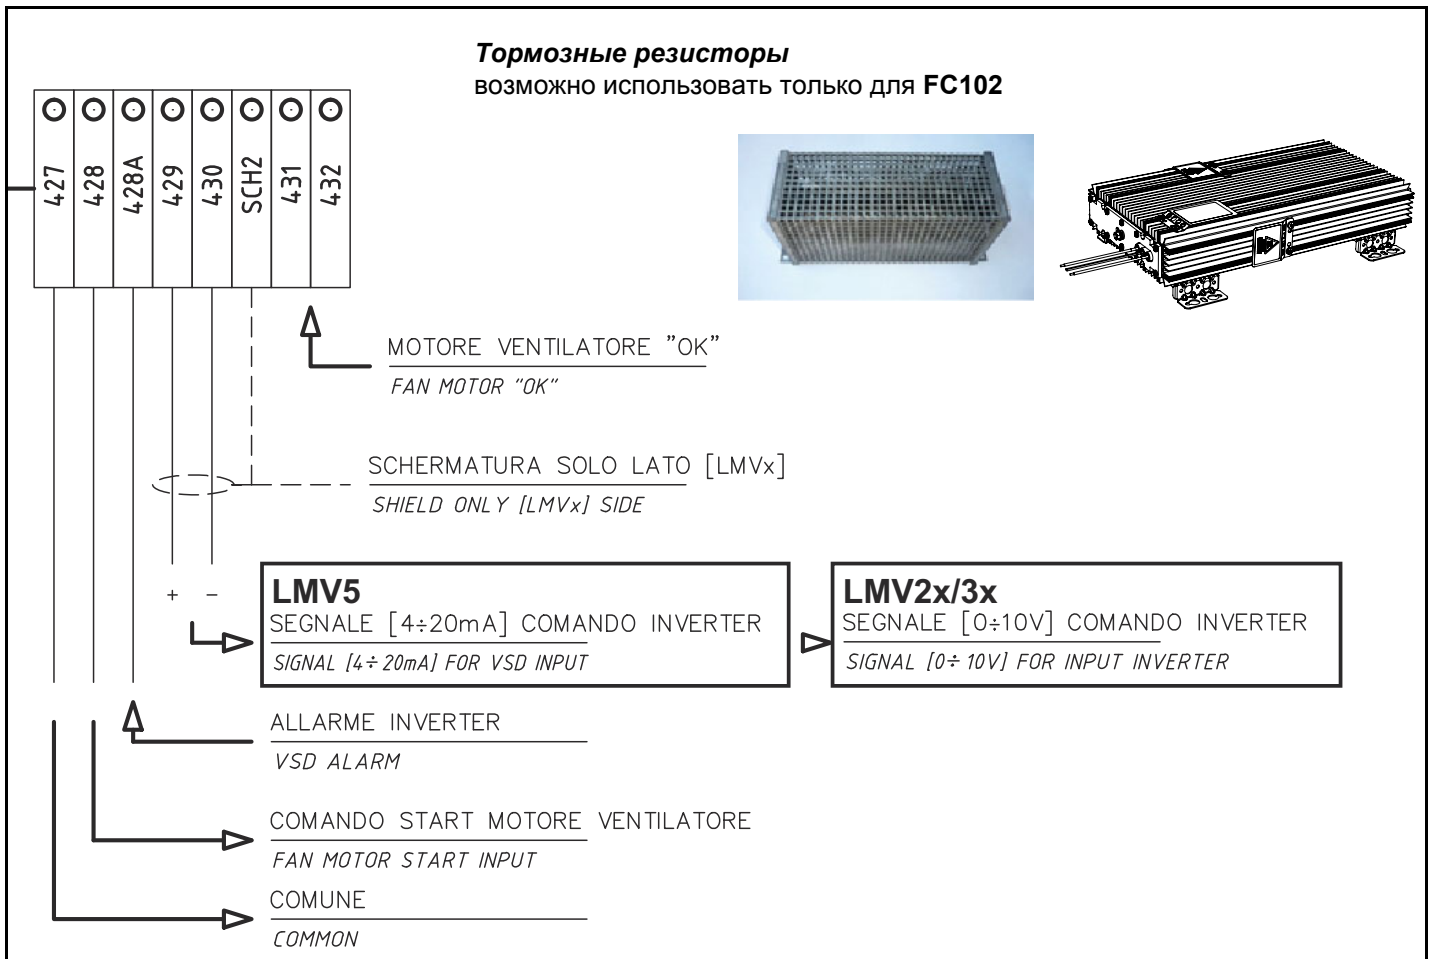 Тормозные резисторы
возможно использовать только для FC102
427
428
428A
429
430
SCH2
431
432
MOTORE VENTILATORE "OK"
FAN MOTOR "OK"
SCHERMATURA SOLO LATO [LMVx]
SHIELD ONLY [LMVx] SIDE
+ −
LMV5
SEGNALE [4÷20mA] COMANDO INVERTER
SIGNAL [4÷20mA] FOR VSD INPUT
LMV2x/3x
SEGNALE [0÷10V] COMANDO INVERTER
SIGNAL [0÷10V] FOR INPUT INVERTER
ALLARME INVERTER
VSD ALARM
COMANDO START MOTORE VENTILATORE
FAN MOTOR START INPUT
COMUNE
COMMON